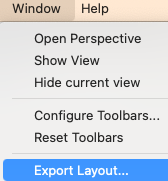 Window Help
Open Perspective
Show View
Hide current view
Configure Toolbars...
Reset Toolbars
Export Layout...